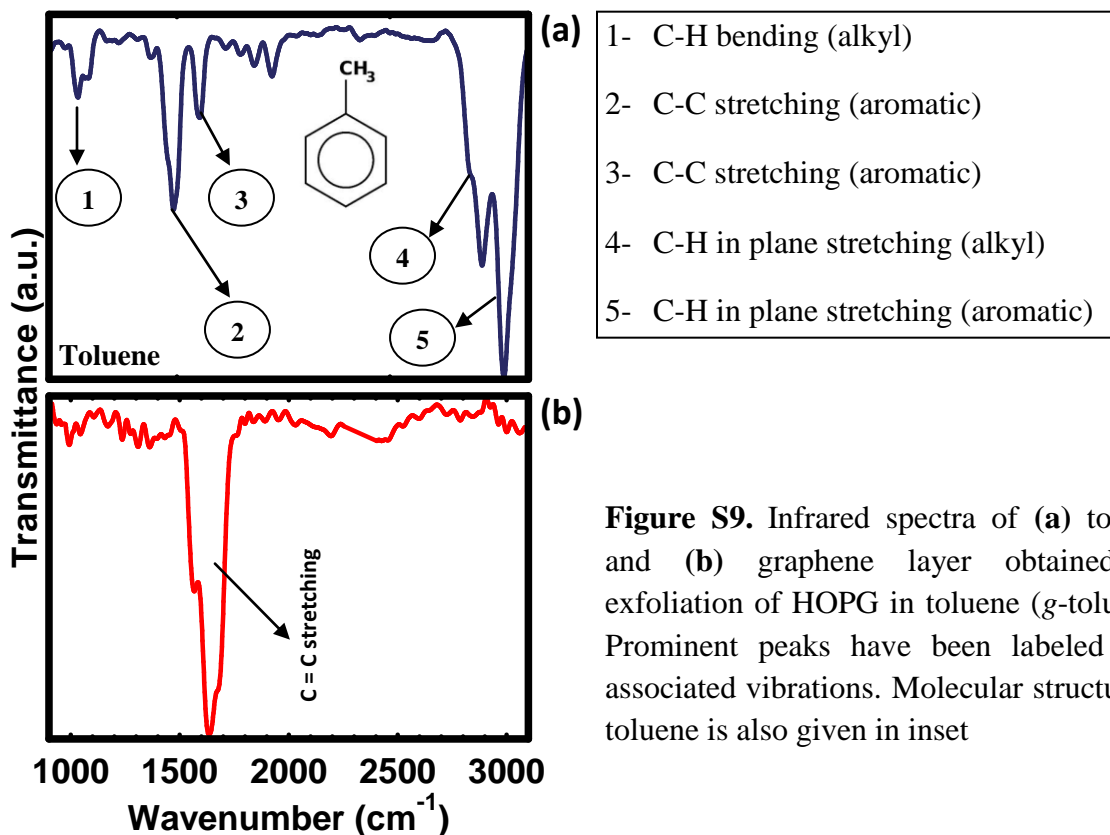 (a)
CH3
1
2
3
4
5
Toluene
1- C-H bending (alkyl)
2- C-C stretching (aromatic)
3- C-C stretching (aromatic)
4- C-H in plane stretching (alkyl)
5- C-H in plane stretching (aromatic)
Transmittance (a.u.)
(b)
C = C stretching
1000 1500 2000 2500 3000
Wavenumber (cm-1)
Figure S9. Infrared spectra of (a) to
and (b) graphene layer obtained
exfoliation of HOPG in toluene (g-tolu
Prominent peaks have been labeled
associated vibrations. Molecular structu
toluene is also given in inset